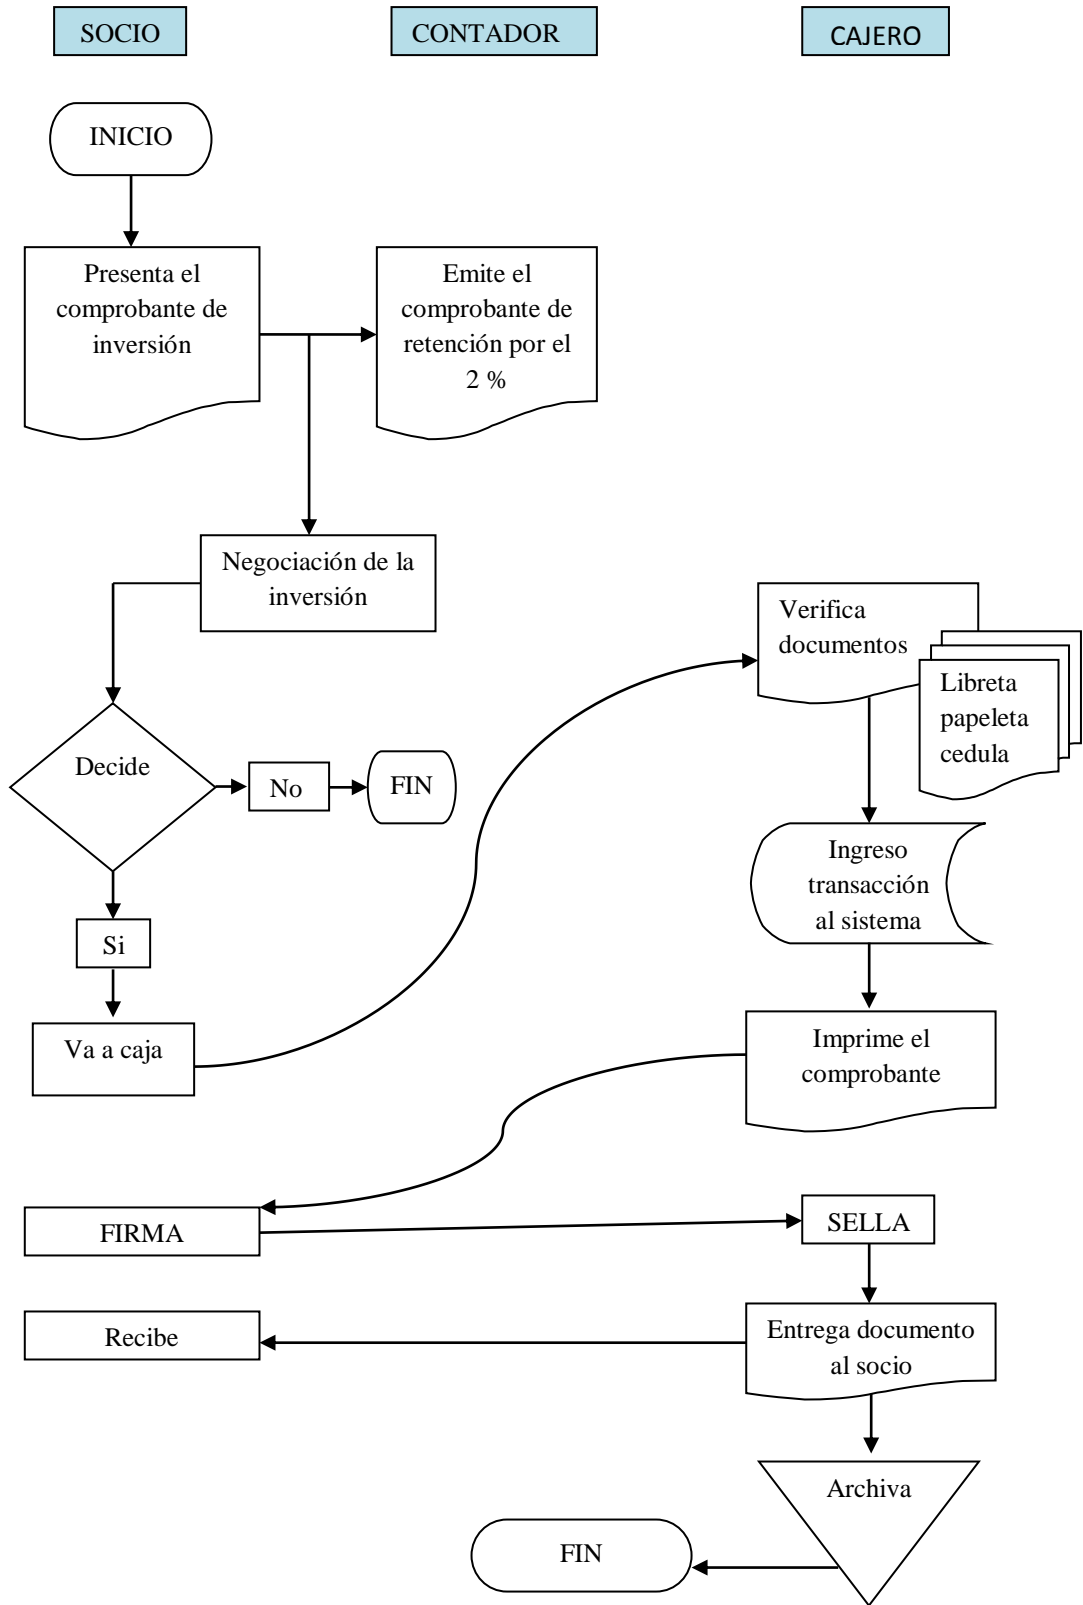 SOCIO
CONTADOR
CAJERO
INICIO
Presenta el
comprobante de
inversión
Emite el
comprobante de
retención por el
2 %
Negociación de la
inversión
Verifica
documentos
Libreta
papeleta
cedula
Decide
No
FIN
Ingreso
transacción
al sistema
Si
Va a caja
Imprime el
comprobante
FIRMA
SELLA
Recibe
Entrega documento
al socio
Archiva
FIN